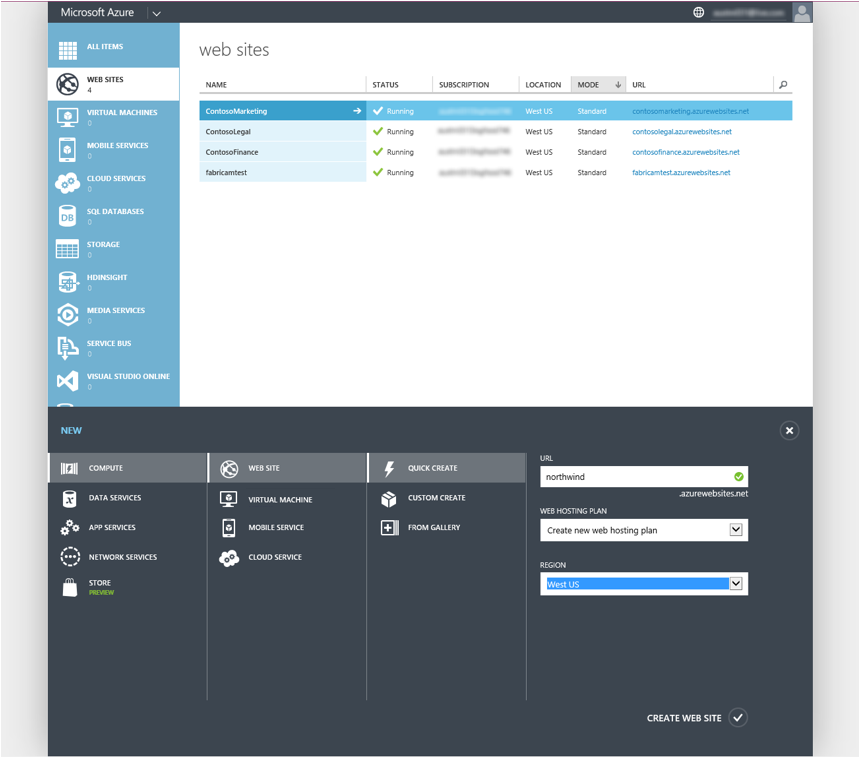 Microsoft Azure
ALL ITEMS
WEB SITES
4
VIRTUAL MACHINES
0
MOBILE SERVICES
0
CLOUD SERVICES
0
SQL DATABASES
0
DB
STORAGE
0
HDINSIGHT
0
MEDIA SERVICES
0
SERVICE BUS
0
VISUAL STUDIO ONLINE
0
web sites
NAME STATUS SUBSCRIPTION LOCATION MODE URL
ContosoMarketing Running West US Standard contosomarketing.azurewebsites.net
ContosoLegal Running West US Standard contosolegal.azurewebsites.net
ContosoFinance Running West US Standard contosofinance.azurewebsites.net
fabricamtest Running West US Standard fabricamtest.azurewebsites.net
NEW
COMPUTE
DATA SERVICES
APP SERVICES
NETWORK SERVICES
STORE
PREVIEW
WEB SITE
VIRTUAL MACHINE
MOBILE SERVICE
CLOUD SERVICE
QUICK CREATE
CUSTOM CREATE
FROM GALLERY
URL
northwind
.azurewebsites.net
WEB HOSTING PLAN
Create new web hosting plan
REGION
West US
CREATE WEB SITE